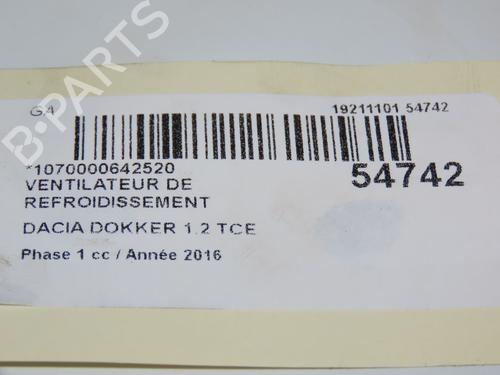 B-PARTS
GA
19211101 54742
*1070000642520
54742
VENTILATEUR DE
REFROIDISSEMENT
DACIA DOKKER 1.2 TCE
Phase 1 cc / Année 2016